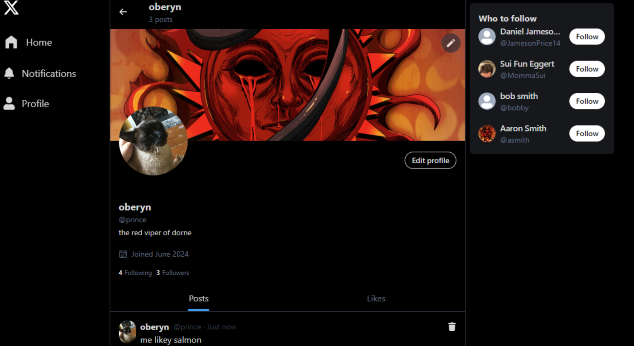 oberyn
3 posts
Home
Notifications
Profile
Edit profile
oberyn
@prince
the red viper of dorne
Joined June 2024
4 Following 3 Followers
Posts Likes
oberyn @prince · Just now
me likey salmon
Who to follow
Daniel Jameso...
@JamesonPrice14
Follow
Sui Fun Eggert
@MommaSui
Follow
bob smith
@bobby
Follow
Aaron Smith
@asmith
Follow